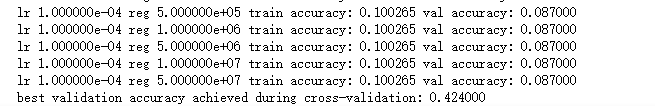 lr 1.000000e-04 reg 5.000000e+05 train accuracy: 0.100265 val accuracy: 0.087000
lr 1.000000e-04 reg 1.000000e+06 train accuracy: 0.100265 val accuracy: 0.087000
lr 1.000000e-04 reg 5.000000e+06 train accuracy: 0.100265 val accuracy: 0.087000
lr 1.000000e-04 reg 1.000000e+07 train accuracy: 0.100265 val accuracy: 0.087000
lr 1.000000e-04 reg 5.000000e+07 train accuracy: 0.100265 val accuracy: 0.087000
best validation accuracy achieved during cross-validation: 0.424000